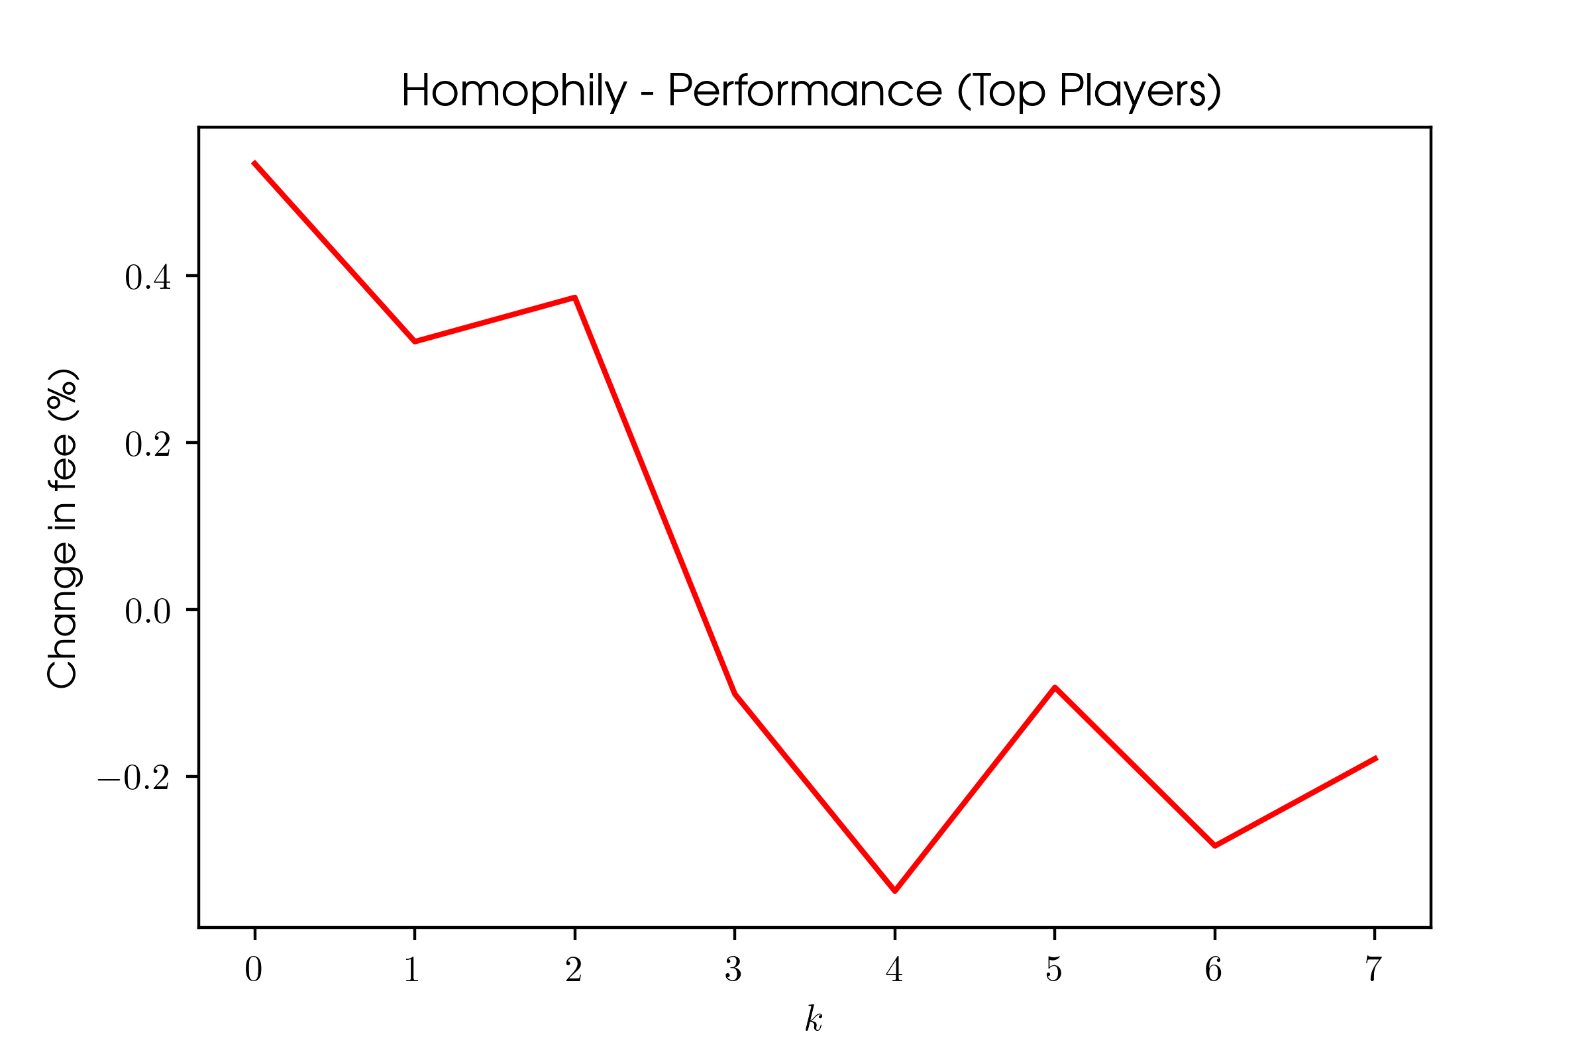 Homophily - Performance (Top Players)
Change in fee (%)
0.4
0.2
0.0
−0.2
0 1 2 3 4 5 6 7
k